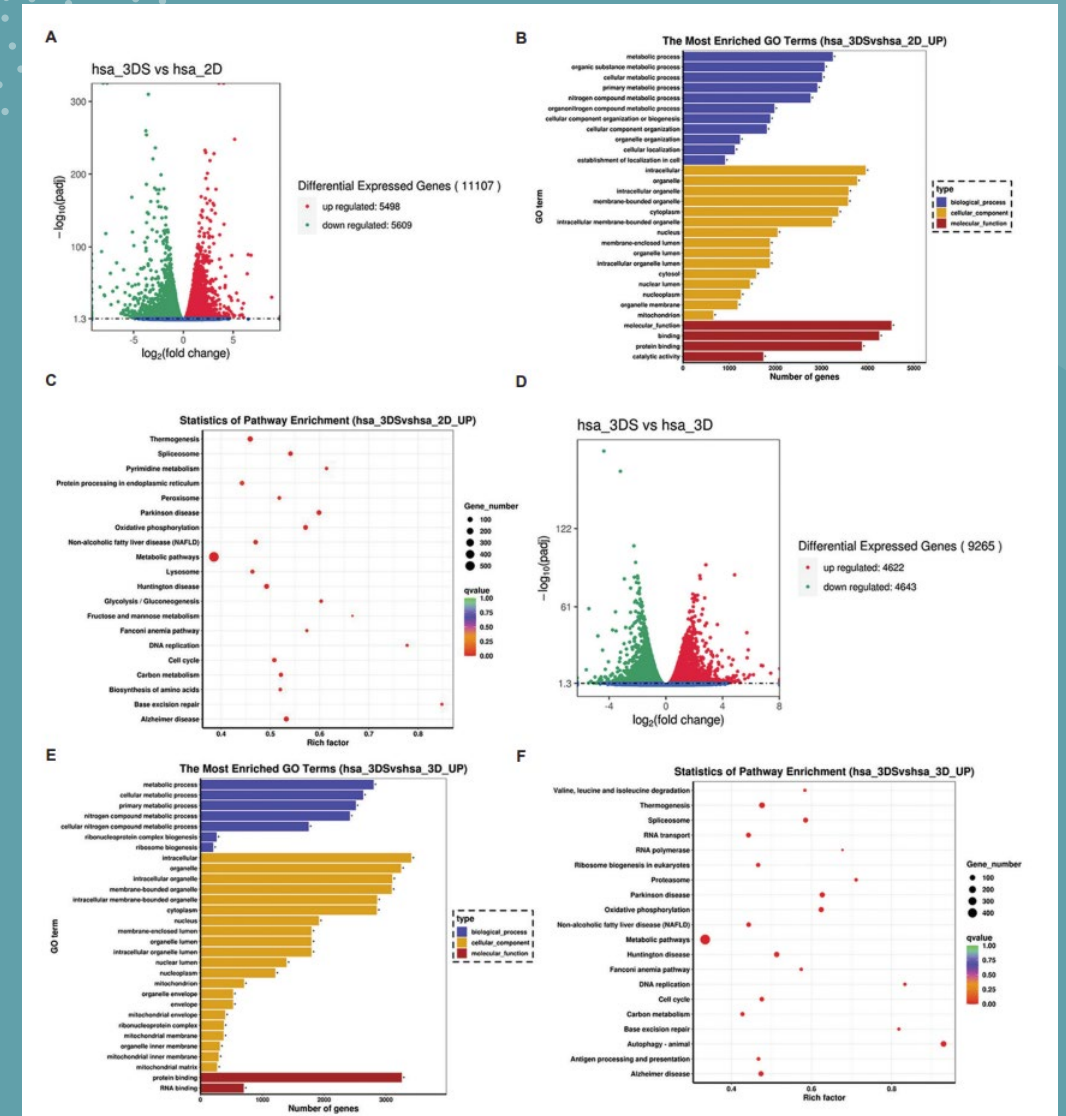 A
hsa_3DS vs hsa_2D
300
200
100
1.3
-log10(padj)
-5
0
5
log2(fold change)
Differential Expressed Genes ( 11107 )
up regulated: 5498
down regulated: 5609
B
The Most Enriched GO Terms (hsa_3DSvshsa_2D_UP)
metabolic process
organic substance metabolic process
cellular metabolic process
primary metabolic process
nitrogen compound metabolic process
organonitrogen compound metabolic process
cellular component organization or biogenesis
cellular component organization
organelle organization
cellular localization
establishment of localization in cell
intracellular
organelle
intracellular organelle
membrane-bounded organelle
cytoplasm
intracellular membrane-bounded organelle
nucleus
membrane-enclosed lumen
organelle lumen
intracellular organelle lumen
cytosol
nuclear lumen
nucleoplasm
organelle membrane
mitochondrion
molecular_function
binding
protein binding
catalytic activity
GO term
0
1000
2000
3000
4000
5000
Number of genes
type
biological_process
cellular_component
molecular_function
C
Statistics of Pathway Enrichment (hsa_3DSvshsa_2D_UP)
Thermogenesis
Spliceosome
Pyrimidine metabolism
Protein processing in endoplasmic reticulum
Peroxisome
Parkinson disease
Oxidative phosphorylation
Non-alcoholic fatty liver disease (NAFLD)
Metabolic pathways
Lysosome
Huntington disease
Glycolysis / Gluconeogenesis
Fructose and mannose metabolism
Fanconi anemia pathway
DNA replication
Cell cycle
Carbon metabolism
Biosynthesis of amino acids
Base excision repair
Alzheimer disease
0.4
0.5
0.6
0.7
0.8
Rich factor
Gene_number
100
200
300
400
500
qvalue
1.00
0.75
0.50
0.25
0.00
D
hsa_3DS vs hsa_3D
122
61
1.3
-log10(padj)
-4
0
4
8
log2(fold change)
Differential Expressed Genes ( 9265 )
up regulated: 4622
down regulated: 4643
E
The Most Enriched GO Terms (hsa_3DSvshsa_3D_UP)
metabolic process
cellular metabolic process
primary metabolic process
nitrogen compound metabolic process
cellular nitrogen compound metabolic process
ribonucleoprotein complex biogenesis
ribosome biogenesis
intracellular
organelle
intracellular organelle
membrane-bounded organelle
intracellular membrane-bounded organelle
cytoplasm
nucleus
membrane-enclosed lumen
organelle lumen
intracellular organelle lumen
nuclear lumen
nucleoplasm
mitochondrion
organelle envelope
envelope
mitochondrial envelope
ribonucleoprotein complex
mitochondrial membrane
organelle inner membrane
mitochondrial inner membrane
mitochondrial matrix
protein binding
RNA binding
GO term
0
1000
2000
3000
Number of genes
type
biological_process
cellular_component
molecular_function
F
Statistics of Pathway Enrichment (hsa_3DSvshsa_3D_UP)
Valine, leucine and isoleucine degradation
Thermogenesis
Spliceosome
RNA transport
RNA polymerase
Ribosome biogenesis in eukaryotes
Proteasome
Parkinson disease
Oxidative phosphorylation
Non-alcoholic fatty liver disease (NAFLD)
Metabolic pathways
Huntington disease
Fanconi anemia pathway
DNA replication
Cell cycle
Carbon metabolism
Base excision repair
Autophagy - animal
Antigen processing and presentation
Alzheimer disease
0.4
0.6
0.8
Rich factor
Gene_number
100
200
300
400
qvalue
1.00
0.75
0.50
0.25
0.00